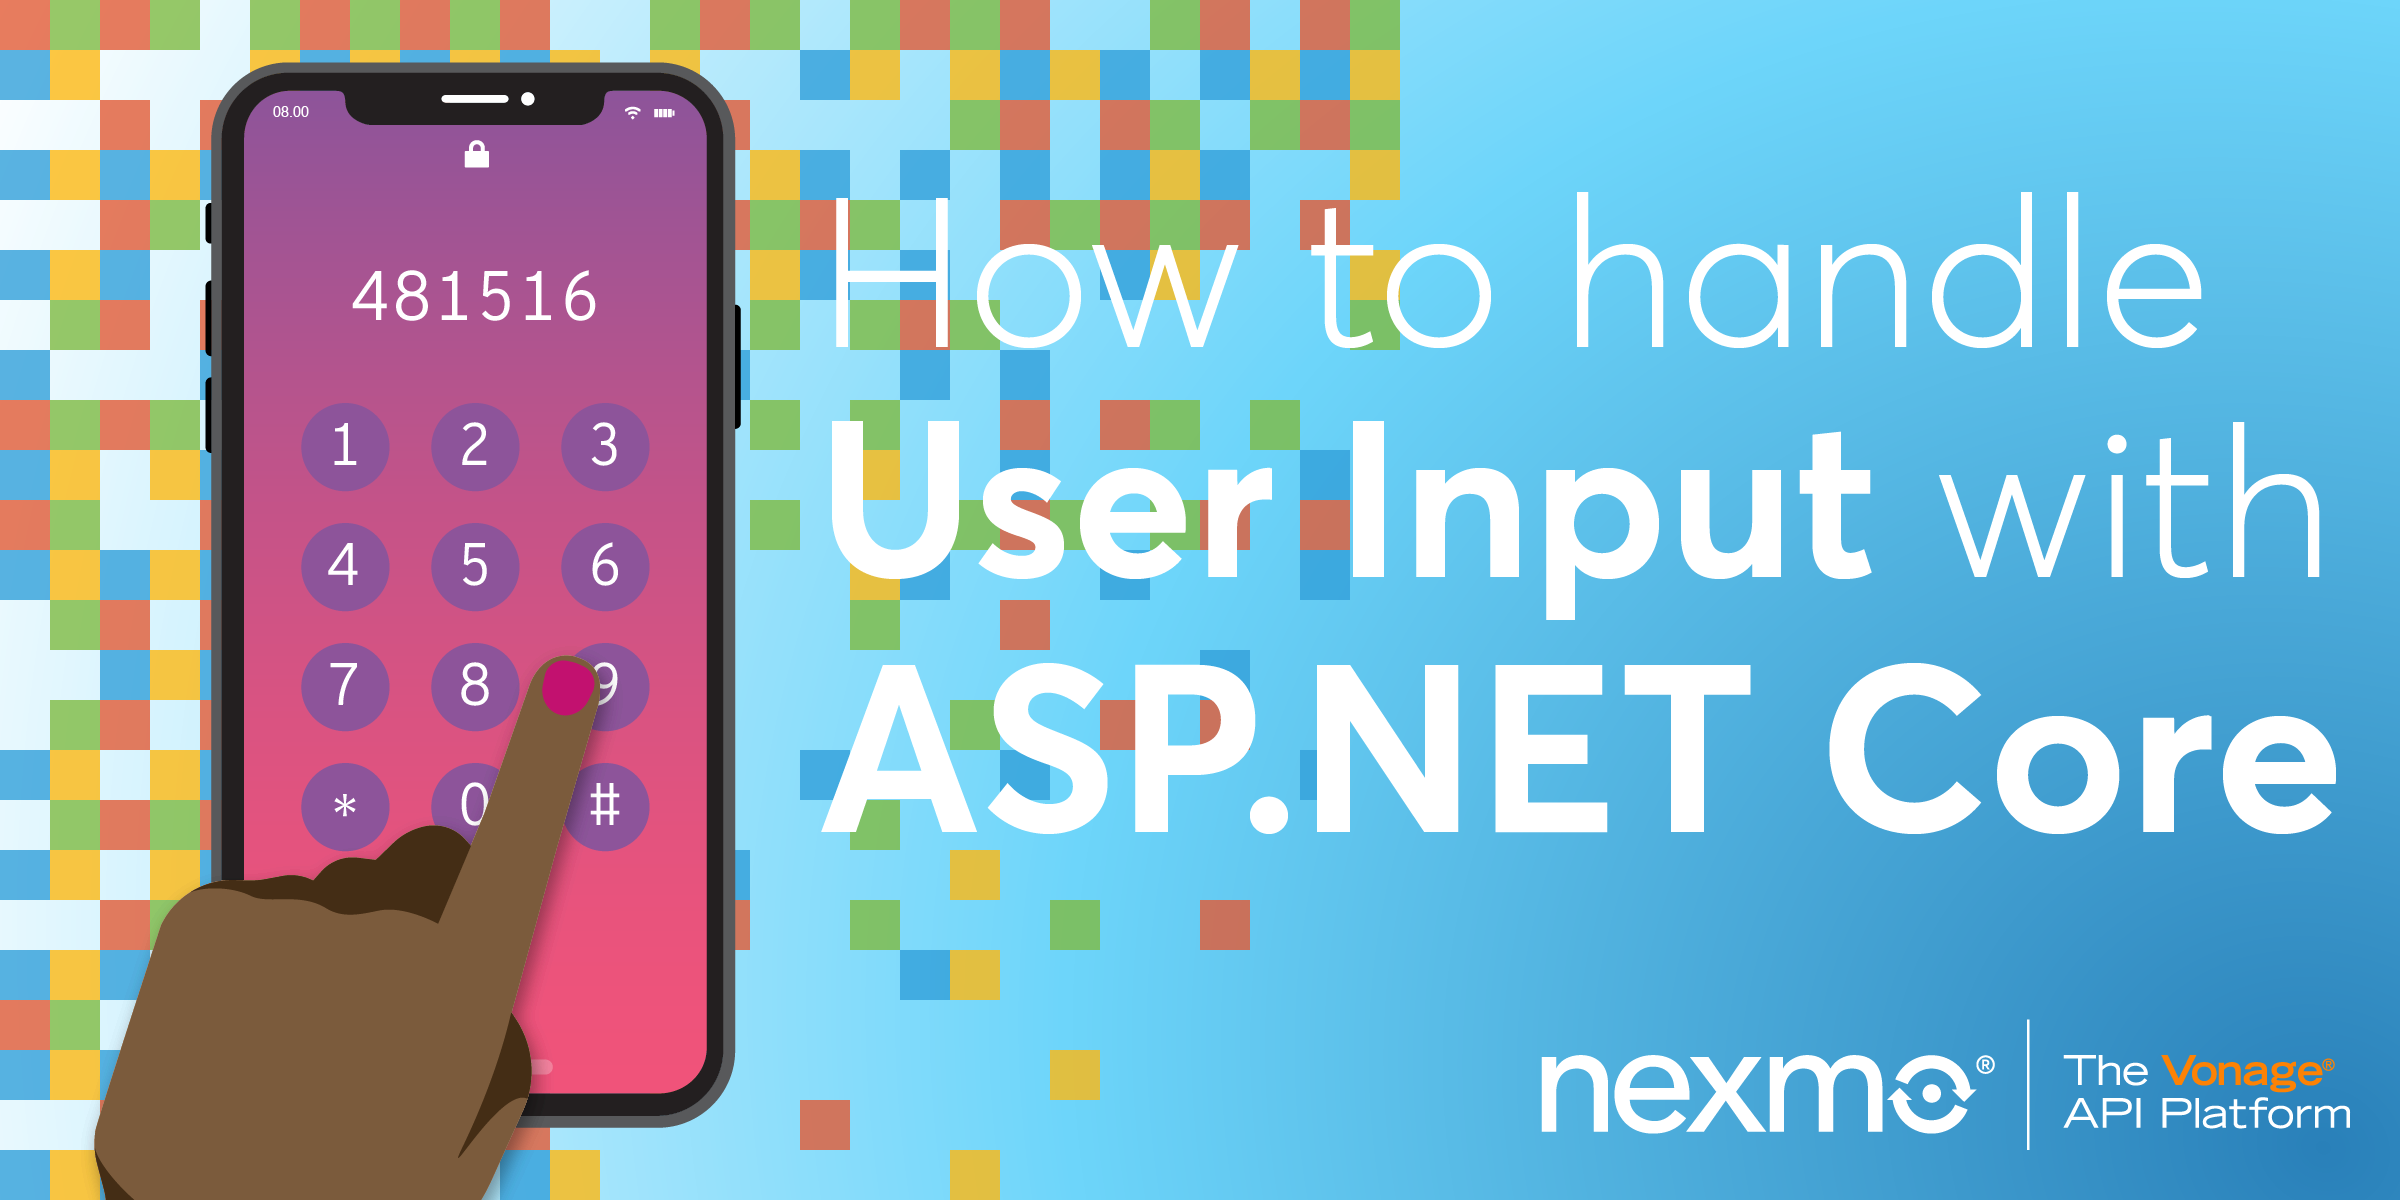 08.00
481516
1 2 3
4 5 6
7 8 9
* 0 #
How to handle
User Input with
ASP.NET Core
nexmo®
The Vonage®
API Platform